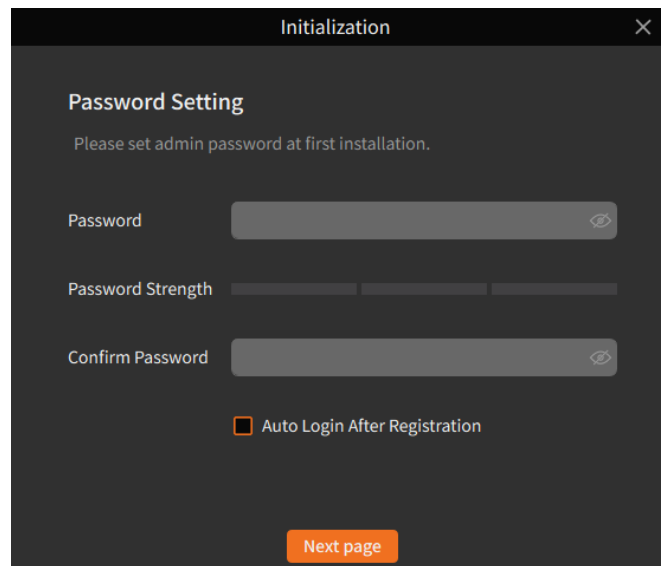 Initialization
Password Setting
Please set admin password at first installation.
Password
Password Strength
Confirm Password
Auto Login After Registration
Next page